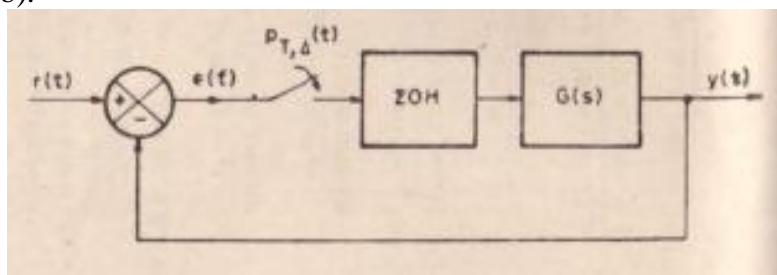 p_T,Δ(t)
r(t)
e(t)
+
−
ZOH
G(s)
y(t)